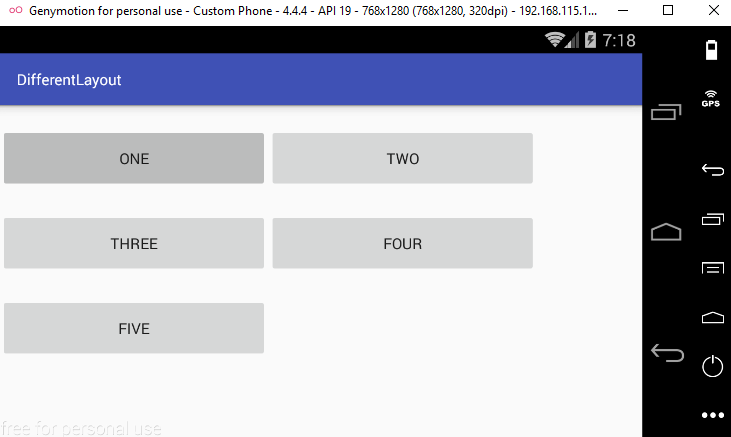 Genymotion for personal use - Custom Phone - 4.4.4 - API 19 - 768x1280 (768x1280, 320dpi) - 192.168.115.1...
7:18
DifferentLayout
GPS
ONE
TWO
THREE
FOUR
FIVE
free for personal use